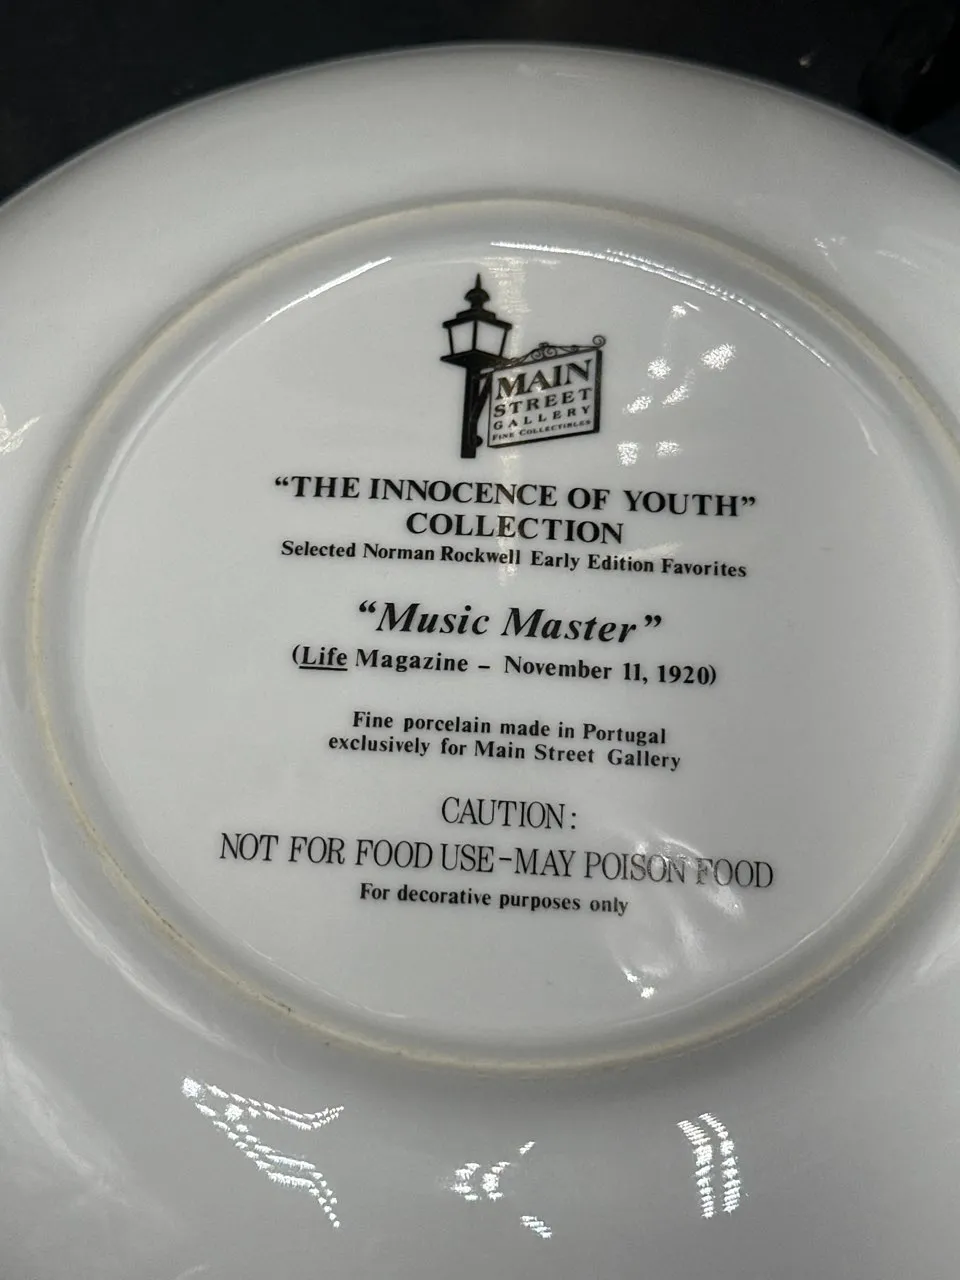 MAIN
STREET
GALLERY
FINE COLLECTIBLES
“THE INNOCENCE OF YOUTH”
COLLECTION
Selected Norman Rockwell Early Edition Favorites
“Music Master”
(Life Magazine – November 11, 1920)
Fine porcelain made in Portugal
exclusively for Main Street Gallery
CAUTION:
NOT FOR FOOD USE-MAY POISON FOOD
For decorative purposes only